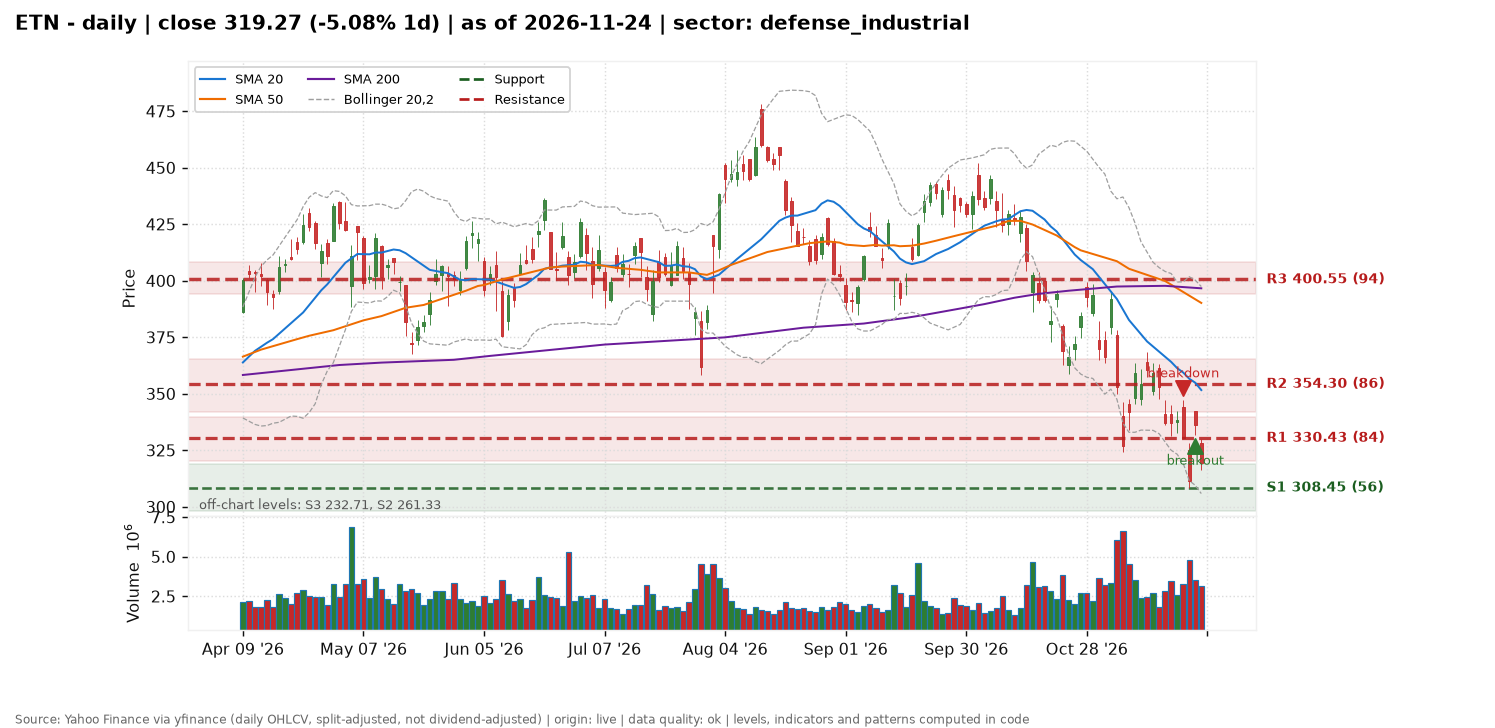 ETN - daily | close 319.27 (-5.08% 1d) | as of 2026-11-24 | sector: defense_industrial
SMA 20
SMA 50
SMA 200
Bollinger 20,2
Support
Resistance
Price
475
450
425
400
375
350
325
300
R3 400.55 (94)
R2 354.30 (86)
R1 330.43 (84)
S1 308.45 (56)
breakdown
breakout
off-chart levels: S3 232.71, S2 261.33
Volume 10⁶
7.5
5.0
2.5
Apr 09 '26
May 07 '26
Jun 05 '26
Jul 07 '26
Aug 04 '26
Sep 01 '26
Sep 30 '26
Oct 28 '26
Source: Yahoo Finance via yfinance (daily OHLCV, split-adjusted, not dividend-adjusted) | origin: live | data quality: ok | levels, indicators and patterns computed in code